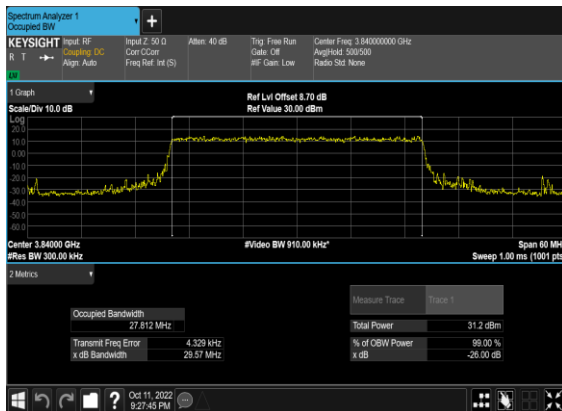 Spectrum Analyzer 1
Occupied BW
KEYSIGHT
R T
Input: RF
Coupling: DC
Align: Auto
Input Z: 50 Ω
Corr CCorr
Freq Ref: Int (S)
Atten: 40 dB
Trig: Free Run
Gate: Off
#IF Gain: Low
Center Freq: 3.840000000 GHz
Avg|Hold: 500/500
Radio Std: None
1 Graph
Scale/Div 10.0 dB
Ref Lvl Offset 8.70 dB
Ref Value 30.00 dBm
Log
20.0
10.0
0.00
-10.0
-20.0
-30.0
-40.0
-50.0
-60.0
Center 3.84000 GHz
#Res BW 300.00 kHz
#Video BW 910.00 kHz*
Span 60 MH
Sweep 1.00 ms (1001 pts
2 Metrics
Occupied Bandwidth
27.812 MHz
Transmit Freq Error 4.329 kHz
x dB Bandwidth 29.57 MHz
Measure Trace Trace 1
Total Power 31.2 dBm
% of OBW Power 99.00 %
x dB -26.00 dB
Oct 11, 2022
9:27:45 PM